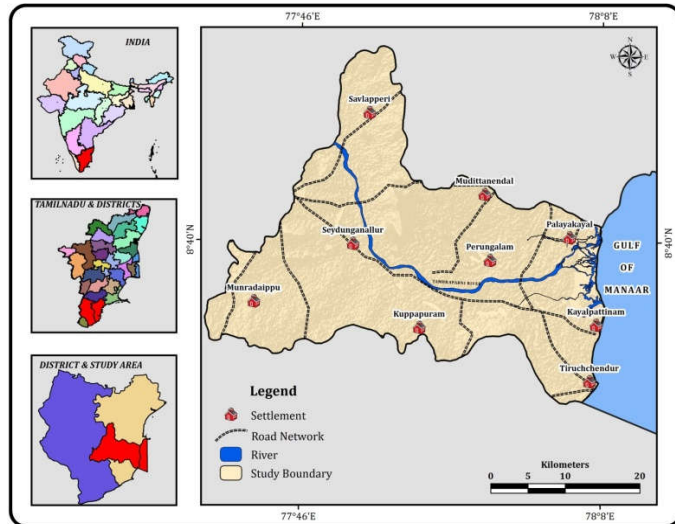 INDIA
TAMILNADU & DISTRICTS
DISTRICT & STUDY AREA
77°46'E
78°8'E
N
W
E
S
Savlapperi
Mudittanendal
Palayakayal
Seydunganallur
Perungalam
GULF
OF
MANAAR
8°40'N
8°40'N
Munradaippu
Kuppapuram
Kayalpattinam
Tiruchchendur
Legend
Settlement
Road Network
River
Study Boundary
Kilometers
0
5
10
20
77°46'E
78°8'E